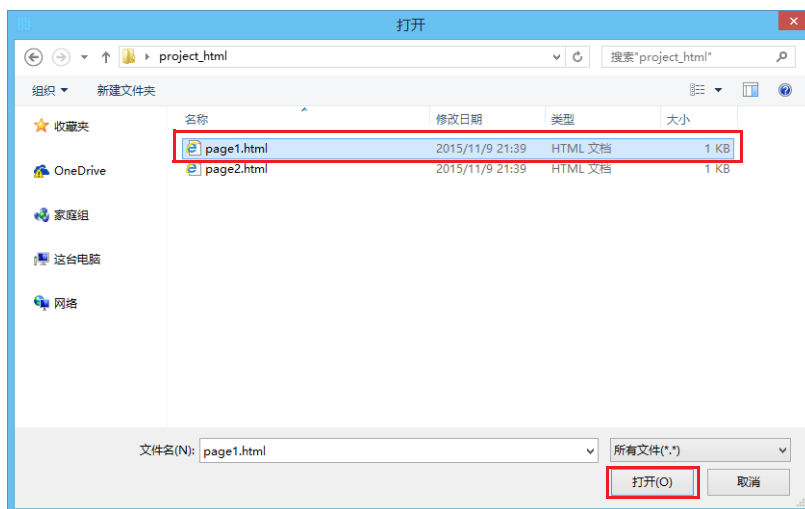 打开
project_html
搜索"project_html"
组织 新建文件夹
名称 修改日期 类型 大小
收藏夹
page1.html 2015/11/9 21:39 HTML 文档 1 KB
page2.html 2015/11/9 21:39 HTML 文档 1 KB
OneDrive
家庭组
这台电脑
网络
文件名(N): page1.html 所有文件(*.*)
打开(O) 取消